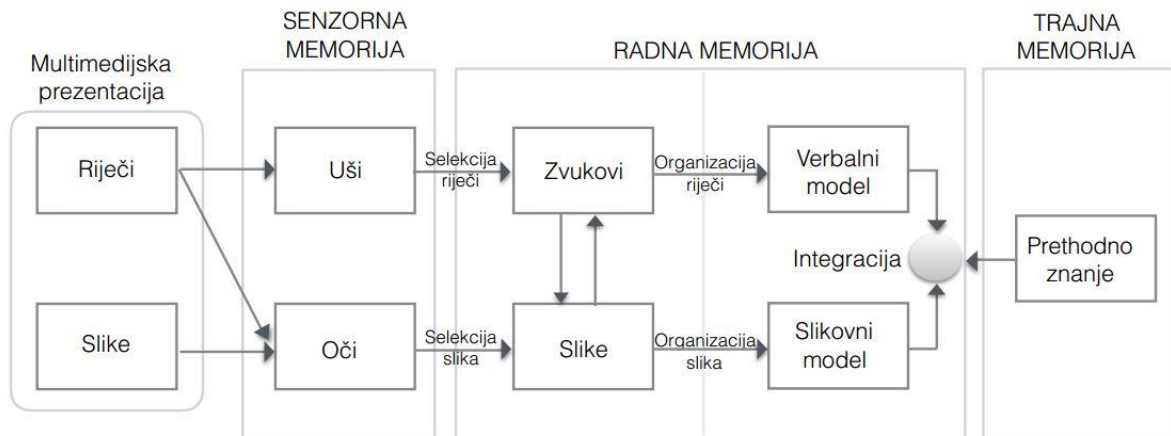 SENZORNA
MEMORIJA
RADNA MEMORIJA
TRAJNA
MEMORIJA
Multimedijska
prezentacija
Riječi
Uši
Selekcija
riječi
Zvukovi
Organizacija
riječi
Verbalni
model
Integracija
Prethodno
znanje
Slike
Oči
Selekcija
slika
Slike
Organizacija
slika
Slikovni
model